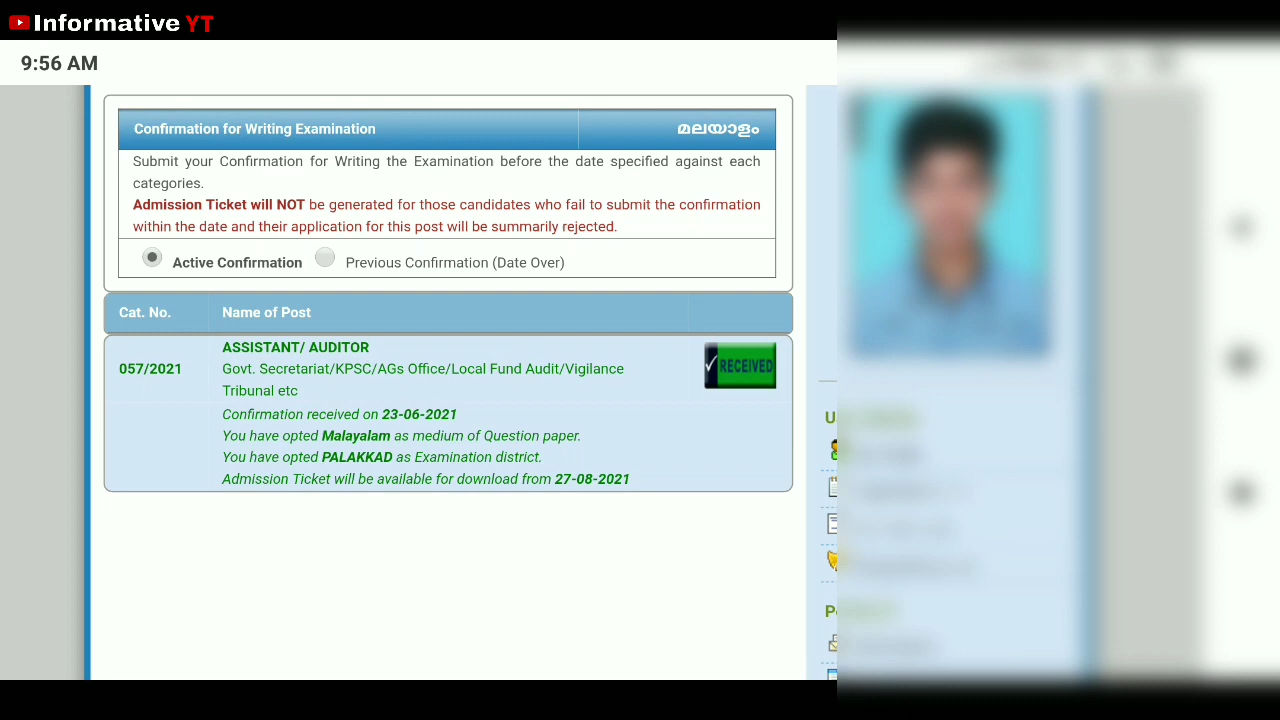 Informative YT
9:56 AM
Confirmation for Writing Examination
മലയാളം
Submit your Confirmation for Writing the Examination before the date specified against each
categories.
Admission Ticket will NOT be generated for those candidates who fail to submit the confirmation
within the date and their application for this post will be summarily rejected.
Active Confirmation Previous Confirmation (Date Over)
Cat. No. Name of Post
ASSISTANT/ AUDITOR
057/2021 Govt. Secretariat/KPSC/AGs Office/Local Fund Audit/Vigilance
Tribunal etc
RECEIVED
Confirmation received on 23-06-2021
You have opted Malayalam as medium of Question paper.
You have opted PALAKKAD as Examination district.
Admission Ticket will be available for download from 27-08-2021